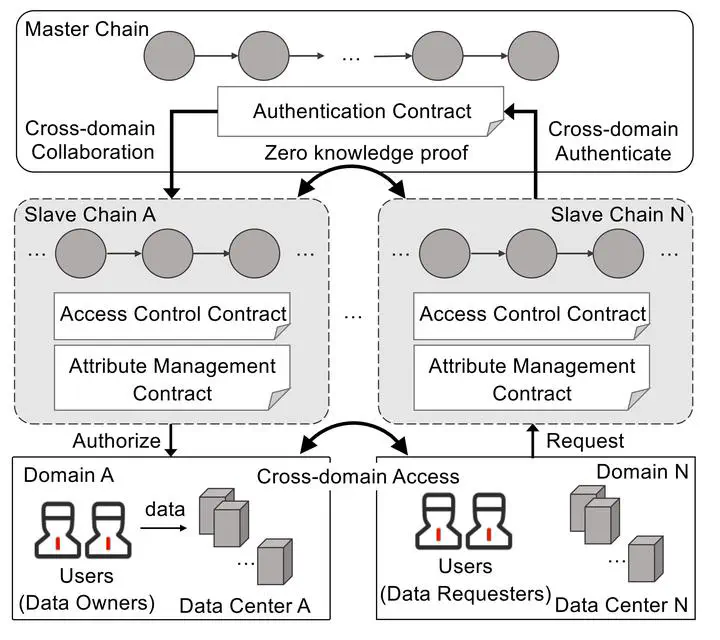 Master Chain
...
Authentication Contract
Cross-domain
Collaboration
Zero knowledge proof
Cross-domain
Authenticate
Slave Chain A
...
...
Access Control Contract
Attribute Management
Contract
...
Slave Chain N
...
...
Access Control Contract
Attribute Management
Contract
Authorize
Request
Cross-domain Access
Domain A
data
...
Users
(Data Owners)
Data Center A
Domain N
...
Users
(Data Requesters)
Data Center N